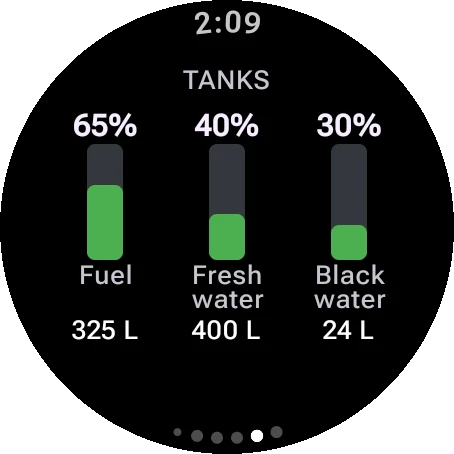 2:09
TANKS
65% 40% 30%
Fuel Fresh water Black water
325 L 400 L 24 L